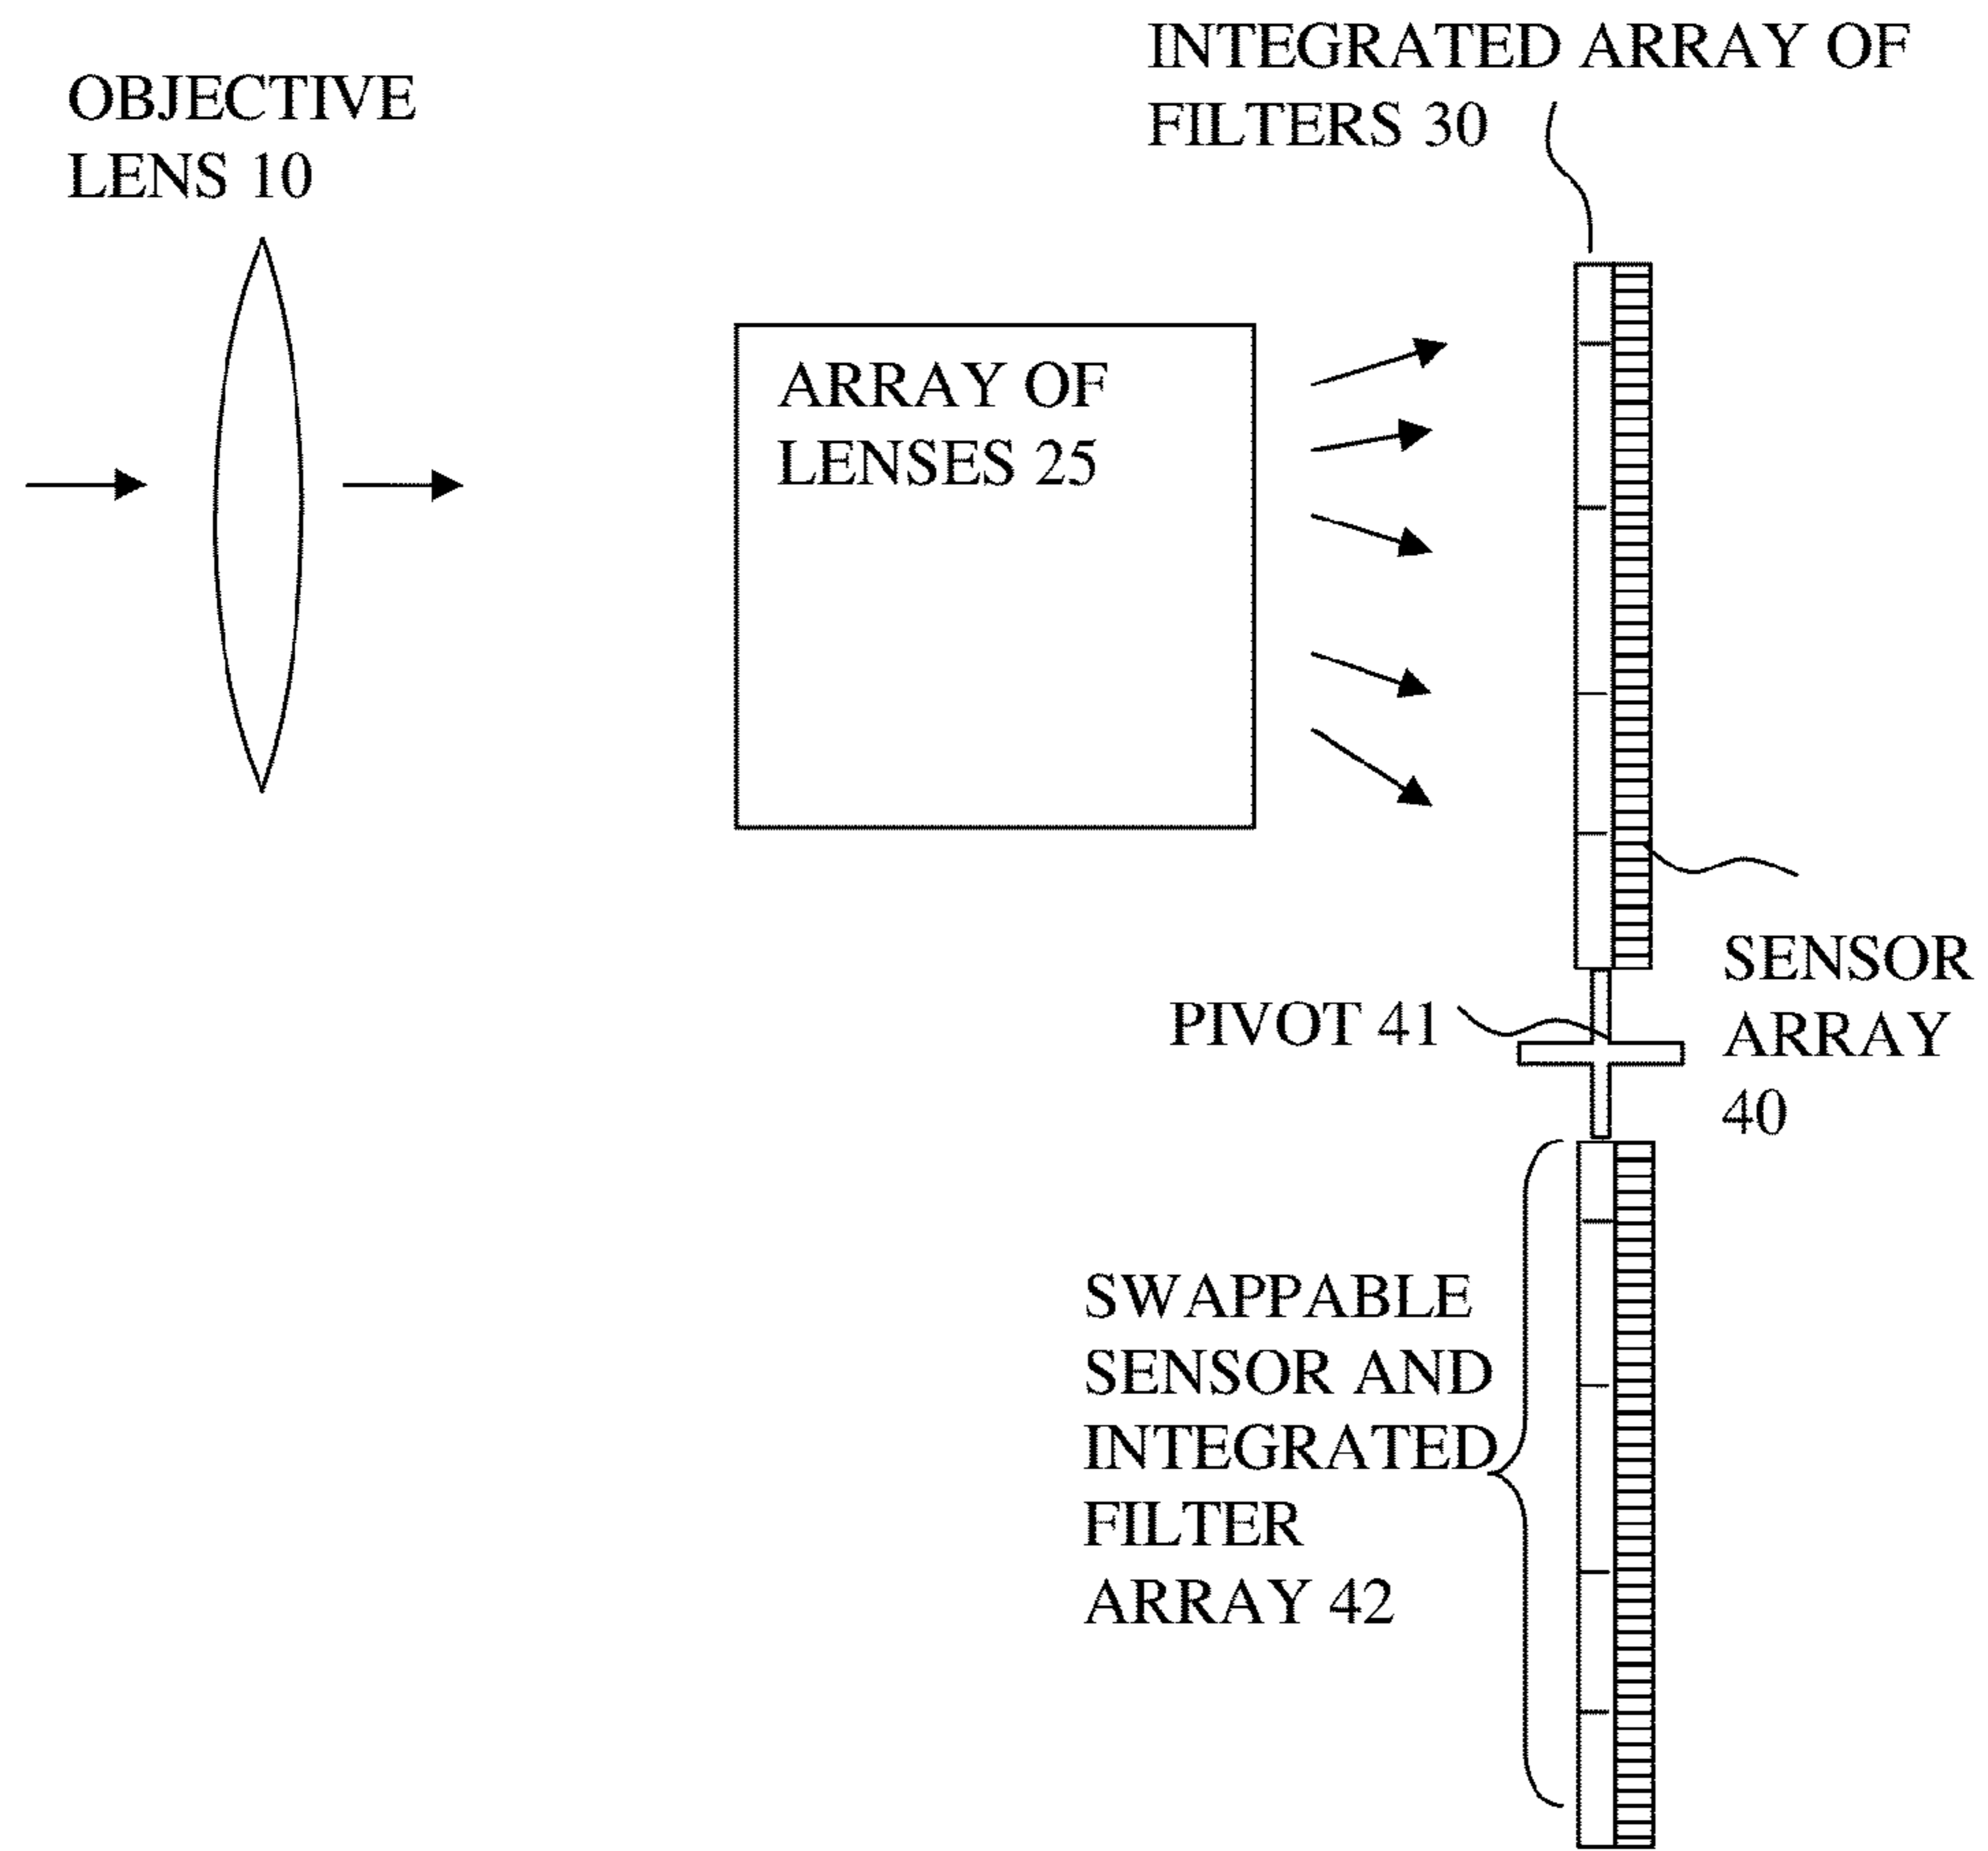 INTEGRATED ARRAY OF
FILTERS 30
OBJECTIVE
LENS 10
ARRAY OF
LENSES 25
SENSOR
ARRAY
40
PIVOT 41
SWAPPABLE
SENSOR AND
INTEGRATED
FILTER
ARRAY 42